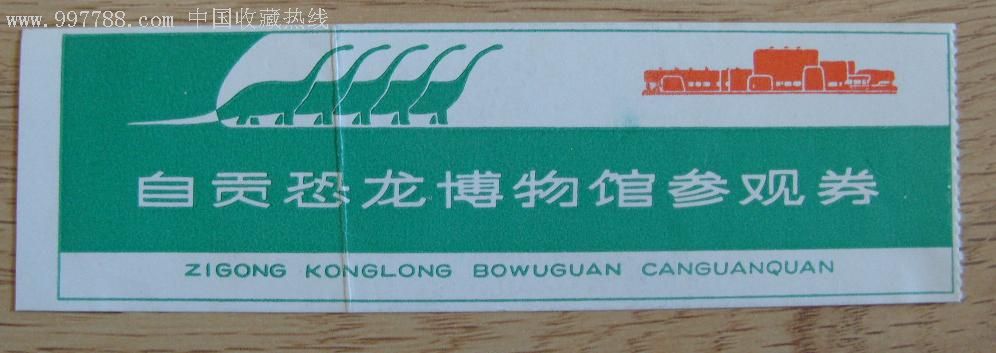 www.997788.com 中国收藏热线
自贡恐龙博物馆参观券
ZIGONG KONGLONG BOWUGUAN CANGUANQUAN